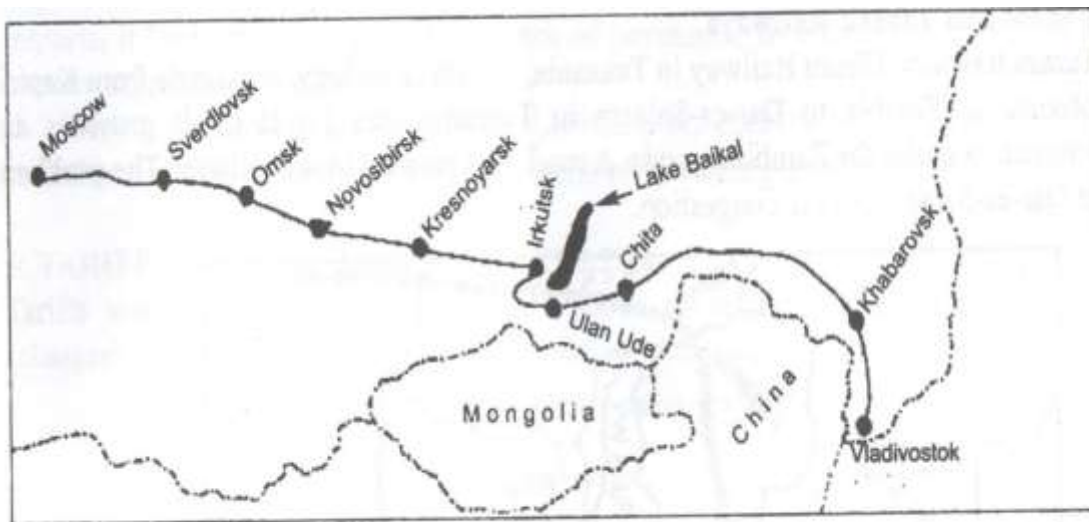 Moscow
Sverdlovsk
Omsk
Novosibirsk
Kresnoyarsk
Irkutsk
Lake Baikal
Chita
Ulan Ude
Khabarovsk
Mongolia
China
Vladivostok